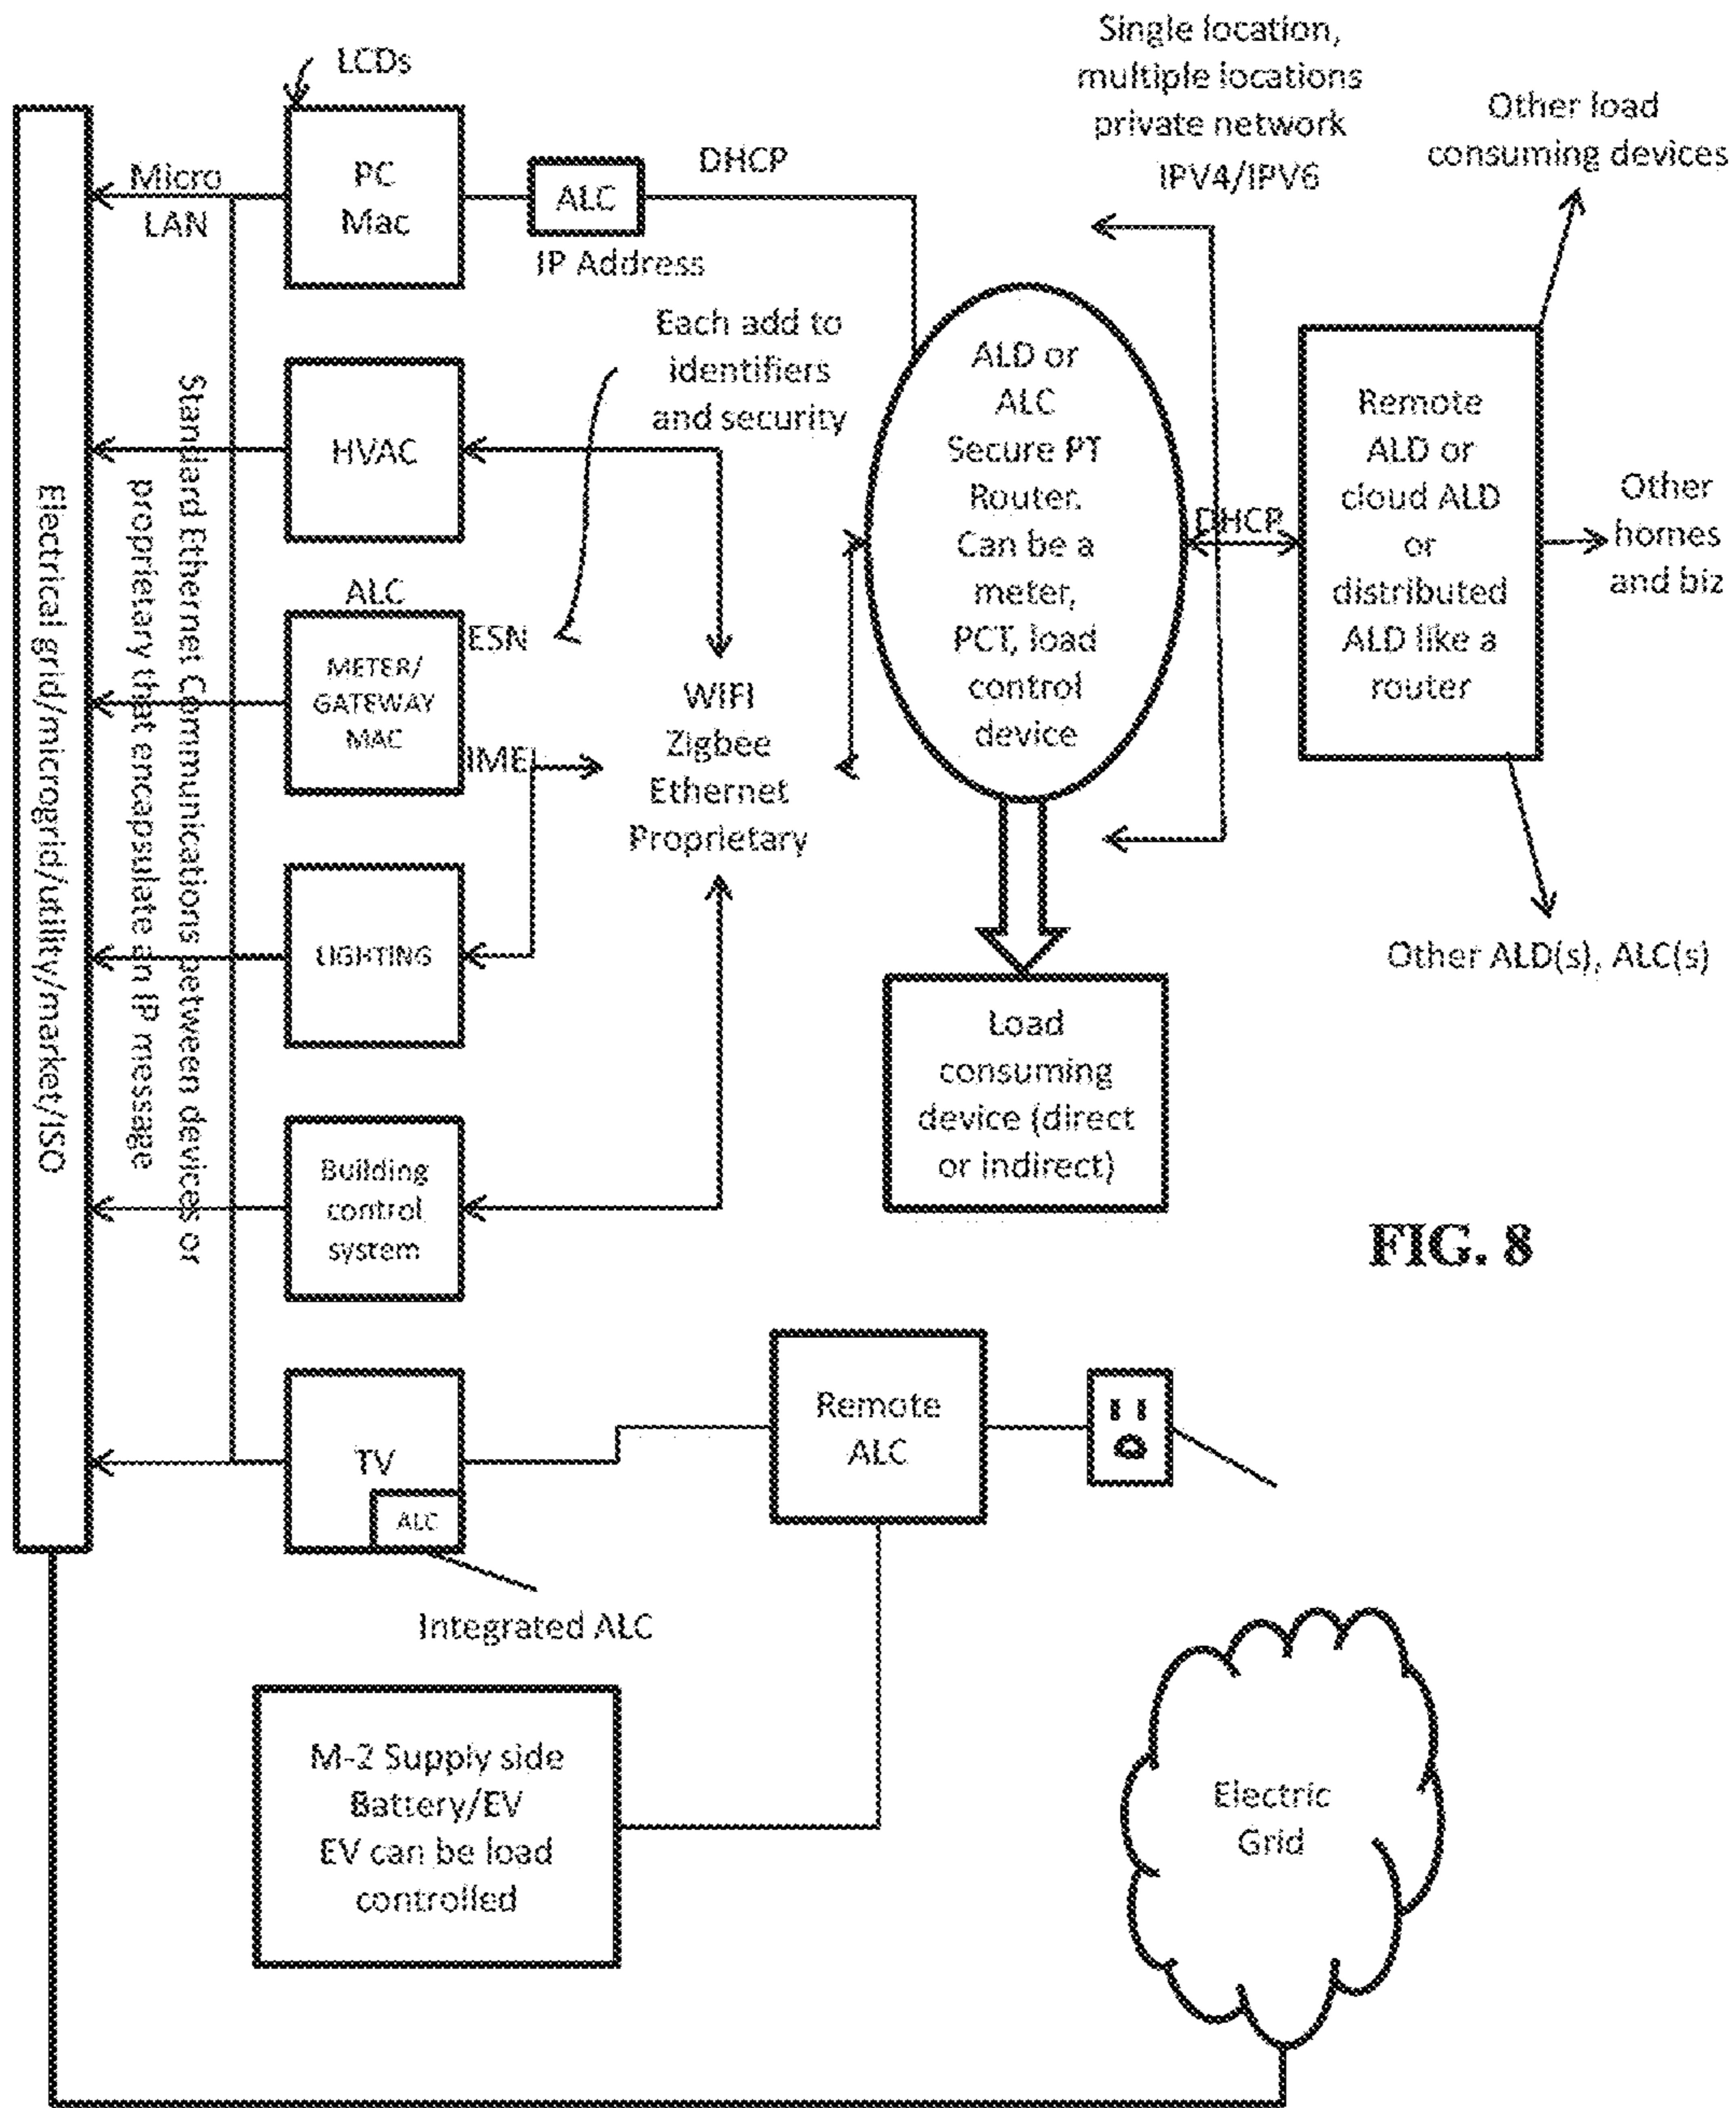 LCDs
Single location,
multiple locations
private network
IPV4/IPV6
Other load
consuming devices
Micro
LAN
PC
Mac
ALC
IP Address
DHCP
Each add to
identifiers
and security
Standard Ethernet Communications between devices or
proprietary that encapsulate an IP message
Electrical grid/microgrid/utility/market/ISO
HVAC
ALC
METER/
GATEWAY
MAC
ESN
IMEI
WIFI
Zigbee
Ethernet
Proprietary
ALD or
ALC
Secure PT
Router.
Can be a
meter,
PCT, load
control
device
DHCP
Remote
ALD or
cloud ALD
or
distributed
ALD like a
router
Other
homes
and biz
Other ALD(s), ALC(s)
LIGHTING
Load
consuming
device (direct
or indirect)
Building
control
system
FIG. 8
TV
ALC
Integrated ALC
Remote
ALC
M-2 Supply side
Battery/EV
EV can be load
controlled
Electric
Grid